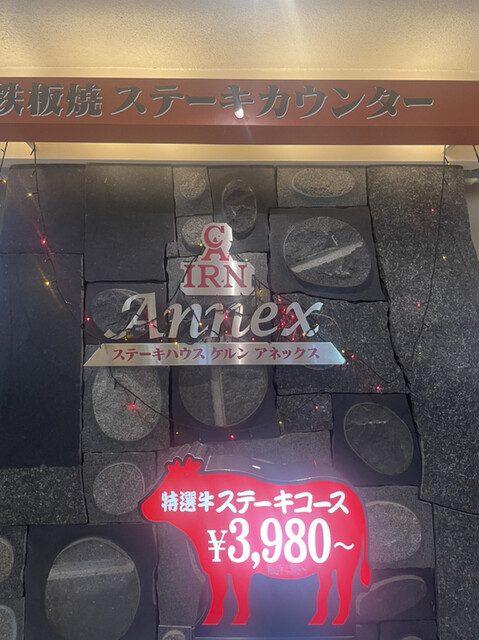 鉄板焼 ステーキカウンター
CA
IRN
Annex
ステーキハウス ケルン アネックス
特選牛ステーキコース
¥3,980~